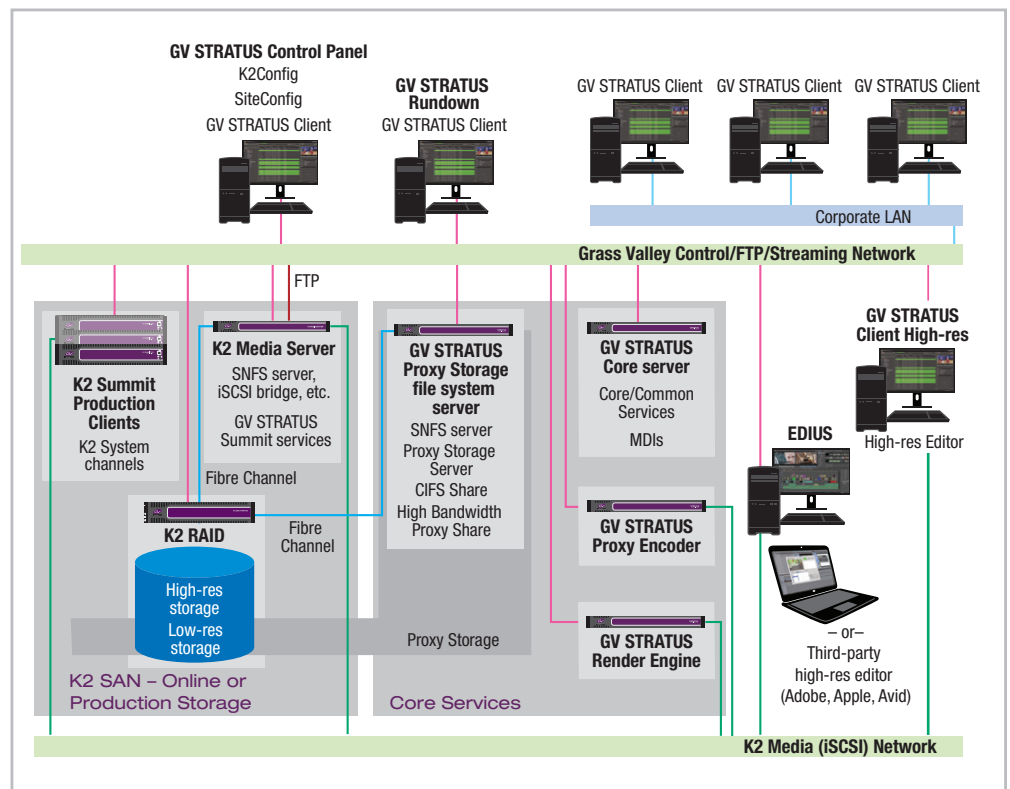 GV STRATUS Control Panel
K2Config
SiteConfig
GV STRATUS Client
GV STRATUS
Rundown
GV STRATUS Client
GV STRATUS Client
GV STRATUS Client
GV STRATUS Client
Corporate LAN
Grass Valley Control/FTP/Streaming Network
FTP
K2 Summit
Production
Clients
K2 System
channels
K2 Media Server
SNFS server,
iSCSI bridge, etc.
GV STRATUS
Summit services
Fibre Channel
K2 RAID
Fibre
Channel
High-res
storage
Low-res
storage
K2 SAN – Online or
Production Storage
GV STRATUS
Proxy Storage
file system
server
SNFS server
Proxy Storage
Server
CIFS Share
High Bandwidth
Proxy Share
Proxy Storage
Core Services
GV STRATUS
Core server
Core/Common
Services
MDIs
GV STRATUS
Proxy Encoder
GV STRATUS
Render Engine
GV STRATUS
Client High-res
High-res Editor
EDIUS
– or–
Third-party
high-res editor
(Adobe, Apple, Avid)
K2 Media (iSCSI) Network